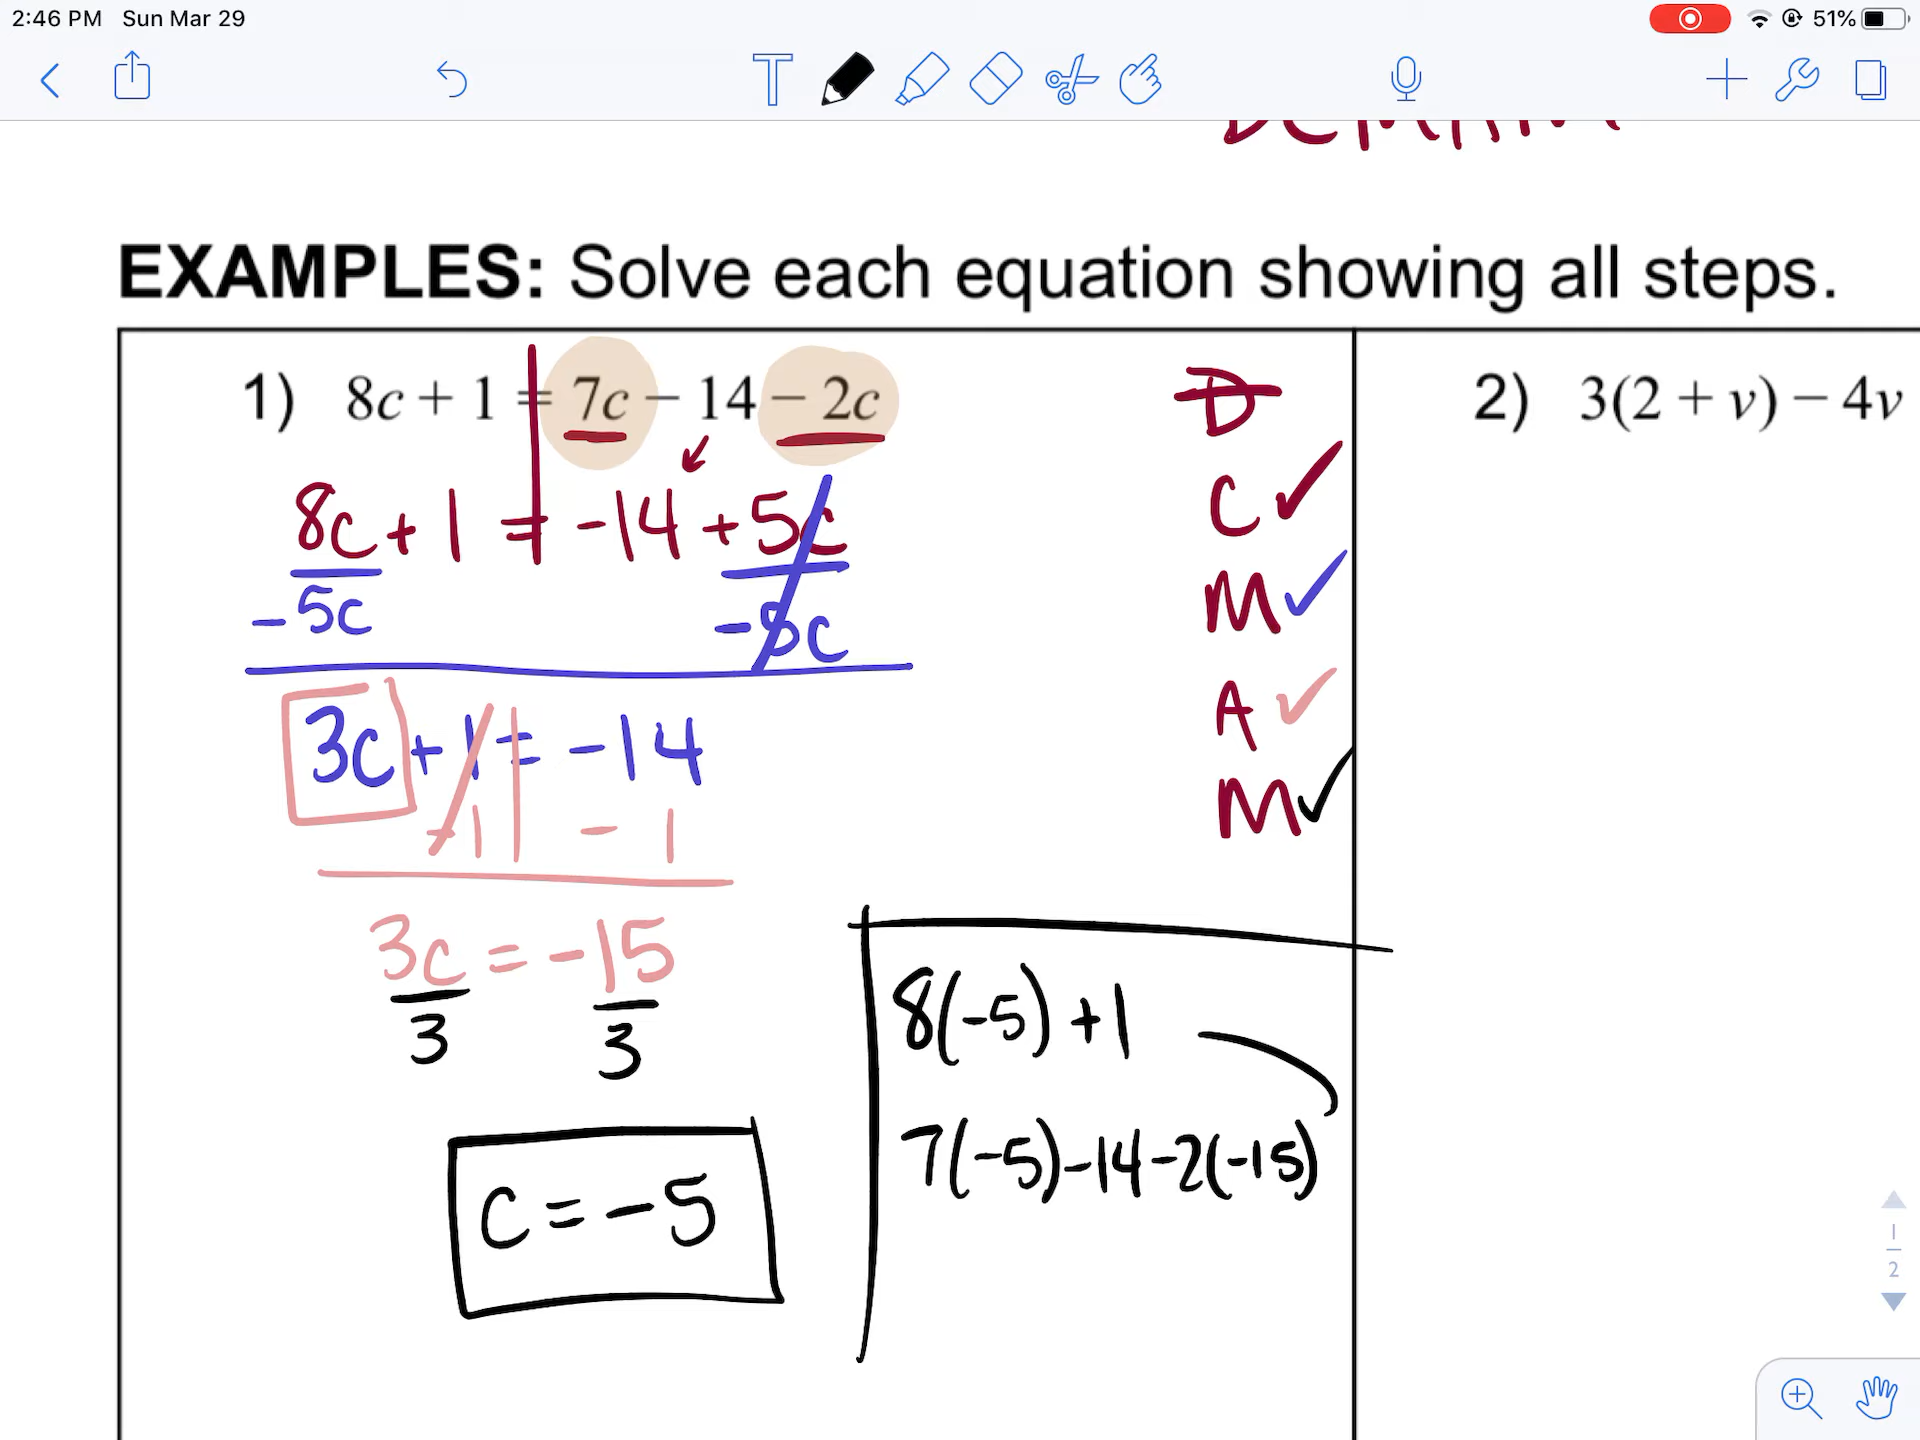 2:46 PM Sun Mar 29
51%
T
EXAMPLES: Solve each equation showing all steps.
1) 8c + 1 = 7c − 14 − 2c
8c + 1 = -14 + 5c
- 5c - 5c
3c + 1 = -14
- 1 - 1
3c = -15
3 3
c = -5
D
C ✓
M ✓
A ✓
M ✓
8(-5) + 1
7(-5) - 14 - 2(-15)
2) 3(2 + v) − 4v
1
2